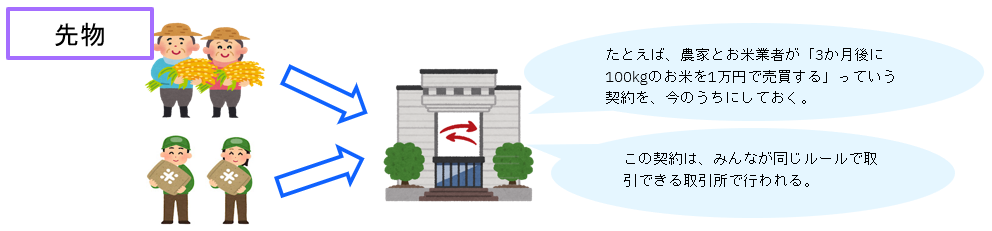 先物
たとえば、農家とお米業者が「3か月後に
100kgのお米を1万円で売買する」っていう
契約を、今のうちにしておく。
米
米
この契約は、みんなが同じルールで取
引できる取引所で行われる。